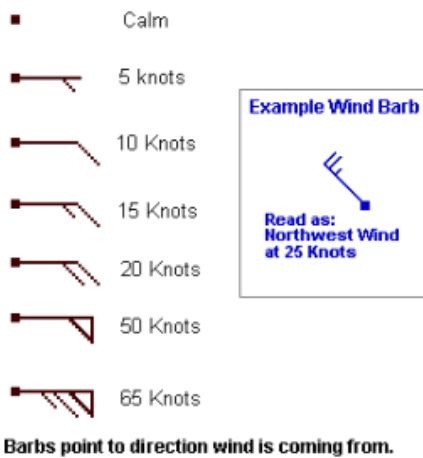 Calm
5 knots
10 Knots
15 Knots
20 Knots
50 Knots
65 Knots
Example Wind Barb
Read as:
Northwest Wind
at 25 Knots
Barbs point to direction wind is coming from.